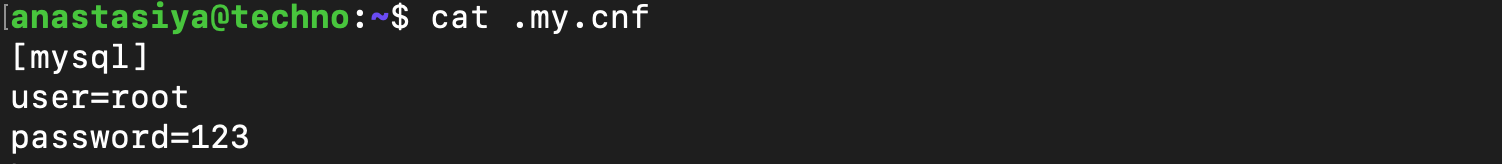 [anastasiya@techno:~$ cat .my.cnf
[mysql]
user=root
password=123